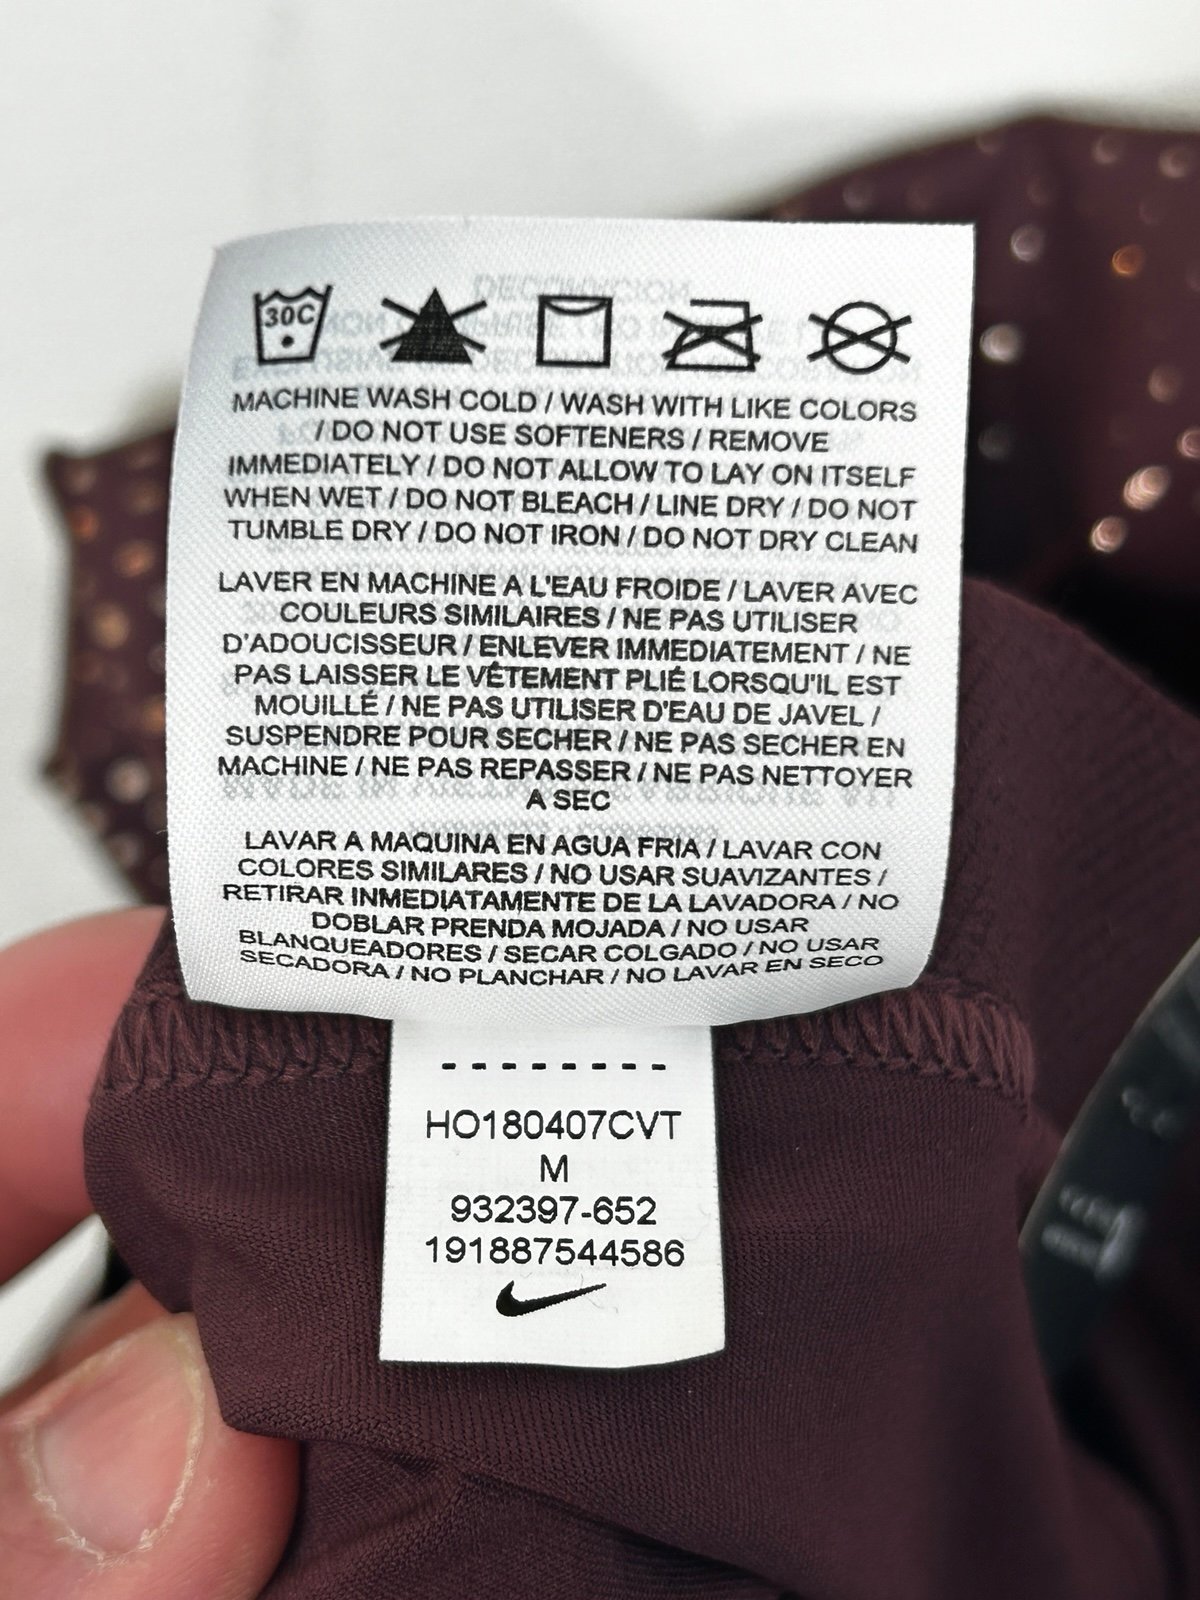 30C
MACHINE WASH COLD / WASH WITH LIKE COLORS
/ DO NOT USE SOFTENERS / REMOVE
IMMEDIATELY / DO NOT ALLOW TO LAY ON ITSELF
WHEN WET / DO NOT BLEACH / LINE DRY / DO NOT
TUMBLE DRY / DO NOT IRON / DO NOT DRY CLEAN
LAVER EN MACHINE A L'EAU FROIDE / LAVER AVEC
COULEURS SIMILAIRES / NE PAS UTILISER
D'ADOUCISSEUR / ENLEVER IMMEDIATEMENT / NE
PAS LAISSER LE VÊTEMENT PLIÉ LORSQU'IL EST
MOUILLÉ / NE PAS UTILISER D'EAU DE JAVEL /
SUSPENDRE POUR SECHER / NE PAS SECHER EN
MACHINE / NE PAS REPASSER / NE PAS NETTOYER
A SEC
LAVAR A MAQUINA EN AGUA FRIA / LAVAR CON
COLORES SIMILARES / NO USAR SUAVIZANTES /
RETIRAR INMEDIATAMENTE DE LA LAVADORA / NO
DOBLAR PRENDA MOJADA / NO USAR
BLANQUEADORES / SECAR COLGADO / NO USAR
SECADORA / NO PLANCHAR / NO LAVAR EN SECO
--------
HO180407CVT
M
932397-652
191887544586